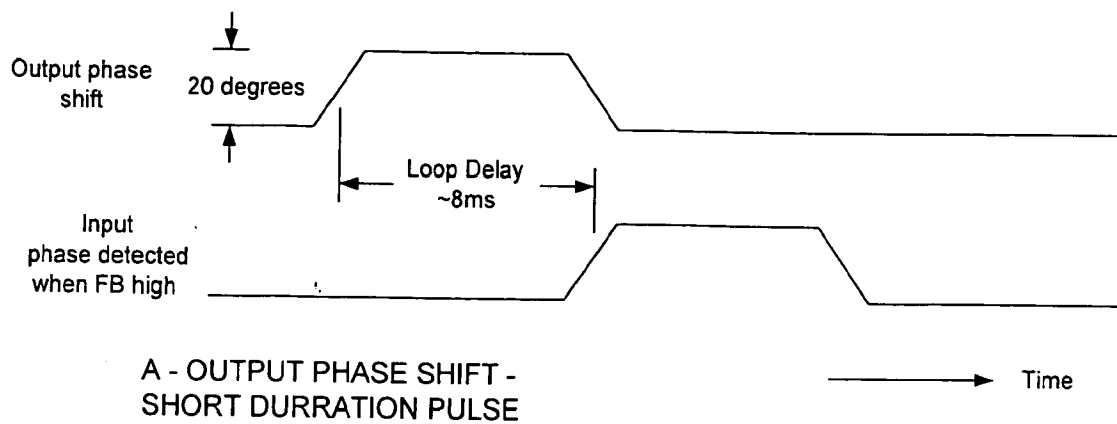 Output phase
shift
20 degrees
Loop Delay
~8ms
Input
phase detected
when FB high
A - OUTPUT PHASE SHIFT -
SHORT DURRATION PULSE
Time